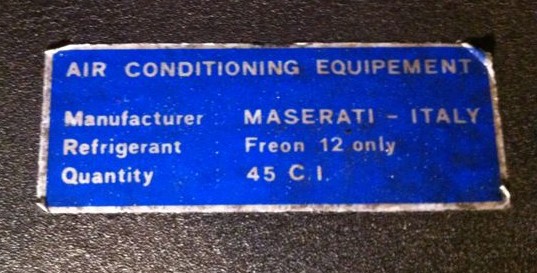 AIR CONDITIONING EQUIPEMENT
Manufacturer MASERATI - ITALY
Refrigerant Freon 12 only
Quantity 45 C.I.